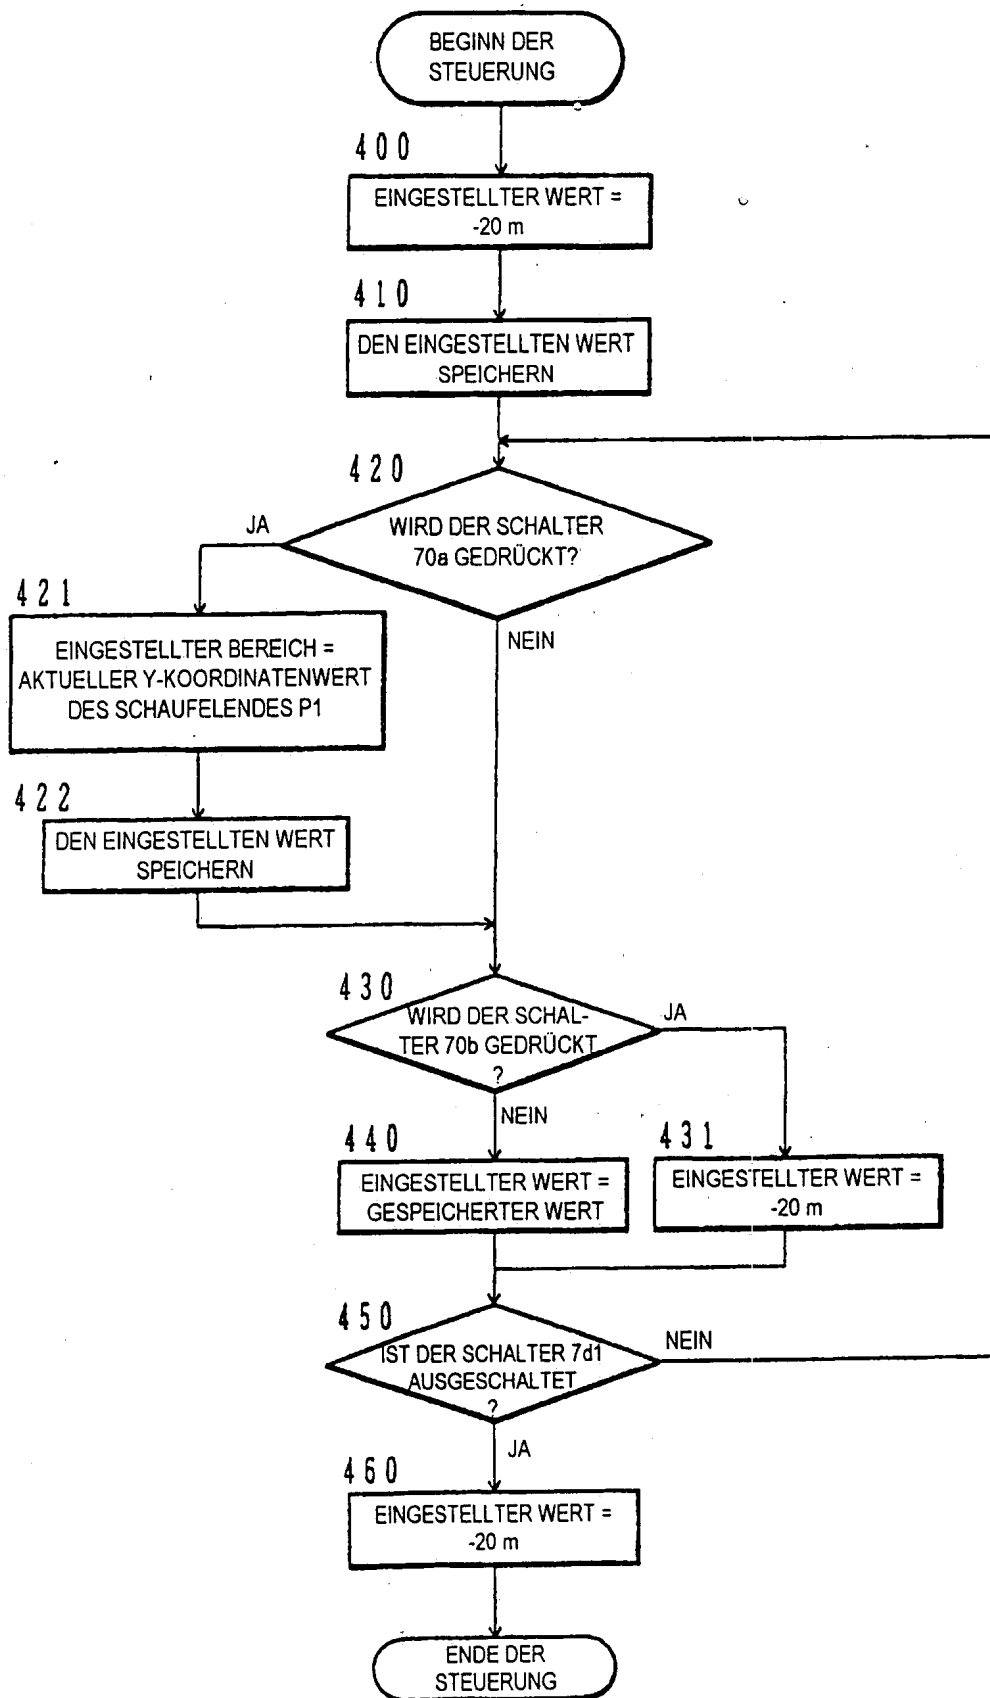 BEGINN DER
STEUERUNG
400
EINGESTELLTER WERT =
-20 m
410
DEN EINGESTELLTEN WERT
SPEICHERN
420
WIRD DER SCHALTER
70a GEDRÜCKT?
JA
NEIN
421
EINGESTELLTER BEREICH =
AKTUELLER Y-KOORDINATENWERT
DES SCHAUFELENDES P1
422
DEN EINGESTELLTEN WERT
SPEICHERN
430
WIRD DER SCHAL-
TER 70b GEDRÜCKT
?
JA
NEIN
440
EINGESTELLTER WERT =
GESPEICHERTER WERT
431
EINGESTELLTER WERT =
-20 m
450
IST DER SCHALTER 7d1
AUSGESCHALTET
?
NEIN
JA
460
EINGESTELLTER WERT =
-20 m
ENDE DER
STEUERUNG